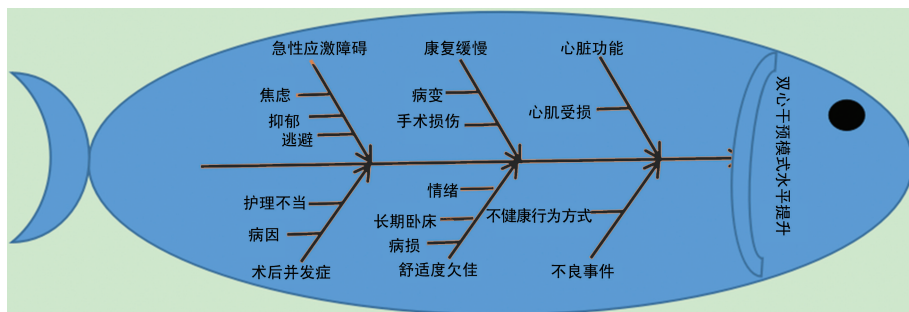 急性应激障碍
康复缓慢
心脏功能
焦虑
抑郁
逃避
病变
手术损伤
心肌受损
双心干预模式水平提升
护理不当
病因
术后并发症
情绪
长期卧床
病损
舒适度欠佳
不健康行为方式
不良事件